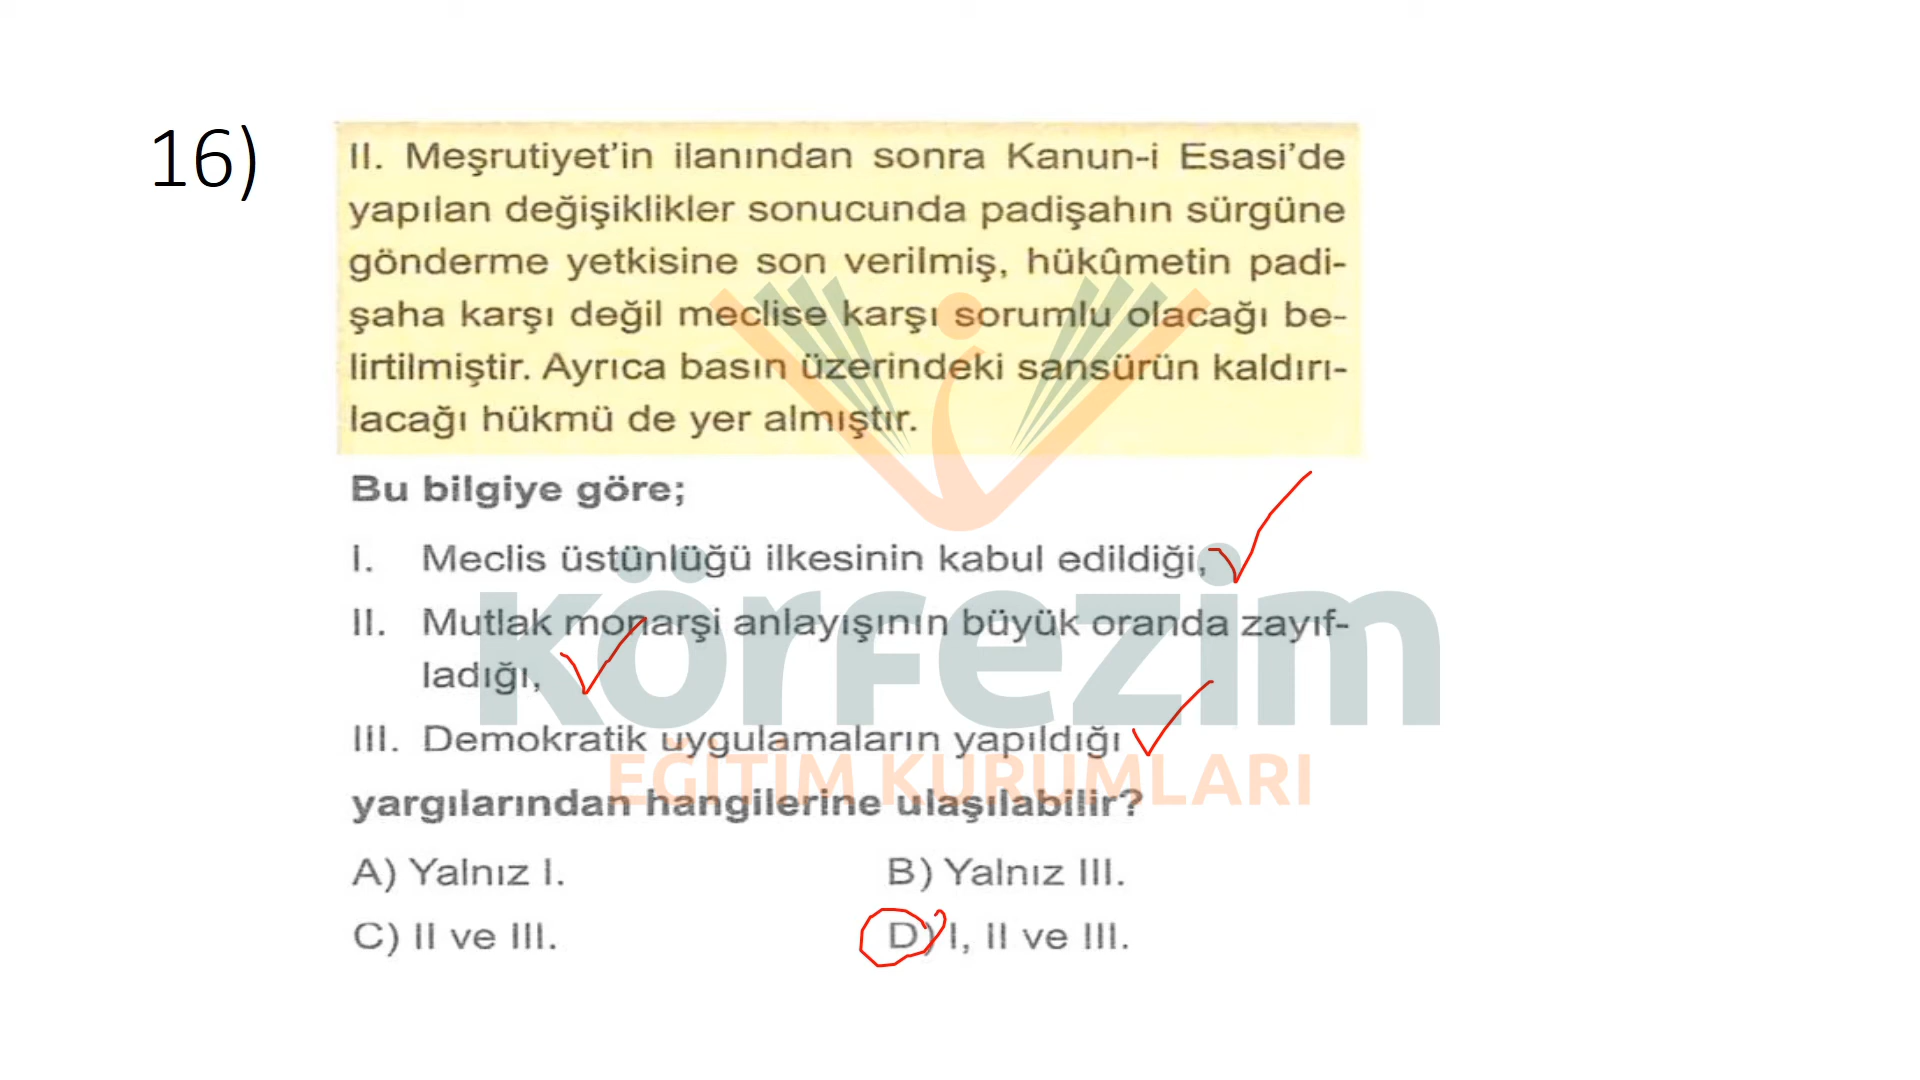 16)
II. Meşrutiyet’in ilanından sonra Kanun-i Esasi’de
yapılan değişiklikler sonucunda padişahın sürgüne
gönderme yetkisine son verilmiş, hükûmetin padi-
şaha karşı değil meclise karşı sorumlu olacağı be-
lirtilmiştir. Ayrıca basın üzerindeki sansürün kaldırı-
lacağı hükmü de yer almıştır.
Bu bilgiye göre;
I. Meclis üstünlüğü ilkesinin kabul edildiği,
II. Mutlak monarşi anlayışının büyük oranda zayıf-
ladığı,
III. Demokratik uygulamaların yapıldığı
yargılarından hangilerine ulaşılabilir?
A) Yalnız I. B) Yalnız III.
C) II ve III. D) I, II ve III.
körfezim
EĞİTİM KURUMLARI